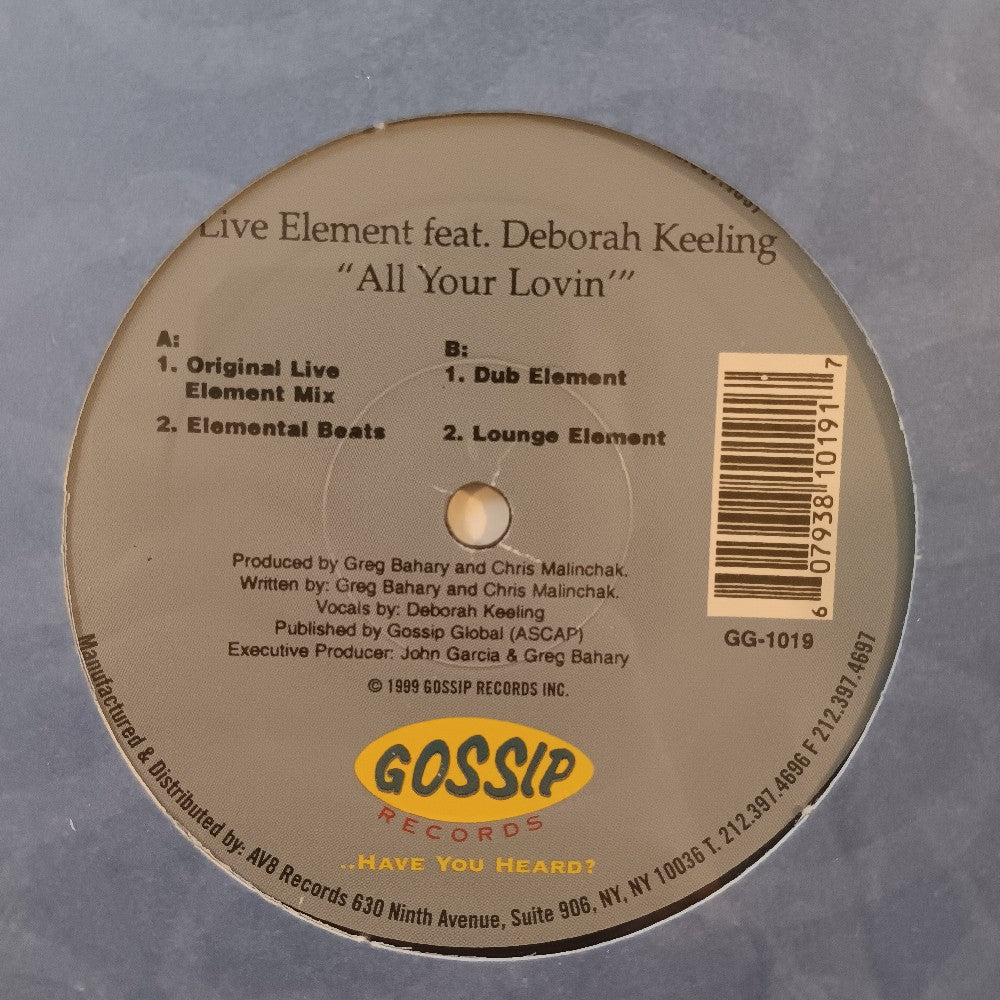 Live Element feat. Deborah Keeling
“All Your Lovin’”
A:
1. Original Live
Element Mix
2. Elemental Beats
B:
1. Dub Element
2. Lounge Element
6 07938 10191 7
GG-1019
Produced by Greg Bahary and Chris Malinchak.
Written by: Greg Bahary and Chris Malinchak.
Vocals by: Deborah Keeling
Published by Gossip Global (ASCAP)
Executive Producer: John Garcia & Greg Bahary
© 1999 GOSSIP RECORDS INC.
GOSSIP
RECORDS
..HAVE YOU HEARD?
Manufactured & Distributed by: AV8 Records 630 Ninth Avenue, Suite 906, NY, NY 10036 T. 212.397.4696 F 212.397.4697